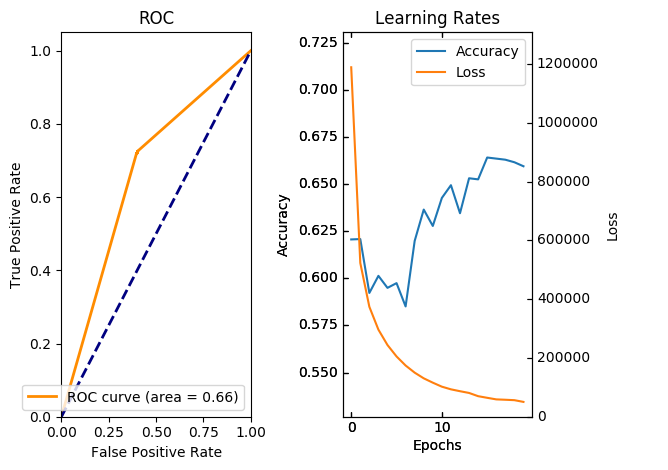 ROC
True Positive Rate
1.0
0.8
0.6
0.4
0.2
0.0
ROC curve (area = 0.66)
0.00 0.25 0.50 0.75 1.00
False Positive Rate
Learning Rates
Accuracy
0.725
0.700
0.675
0.650
0.625
0.600
0.575
0.550
Accuracy
Loss
1200000
1000000
800000
600000
400000
200000
0
Loss
0 10
Epochs